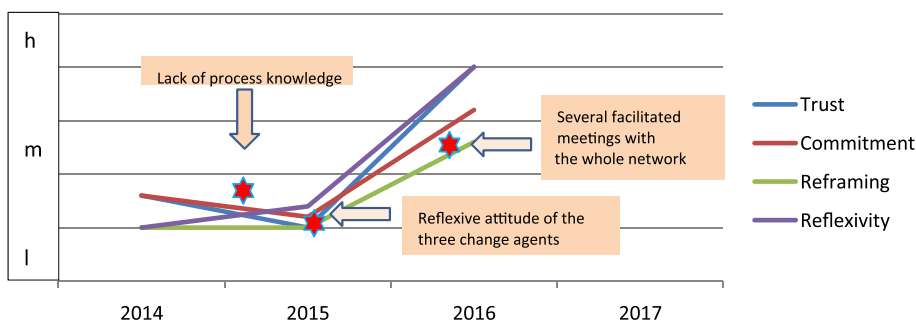 h
m
l
Lack of process knowledge
Several facilitated
meetings with
the whole network
Reflexive attitude of the
three change agents
Trust
Commitment
Reframing
Reflexivity
2014
2015
2016
2017